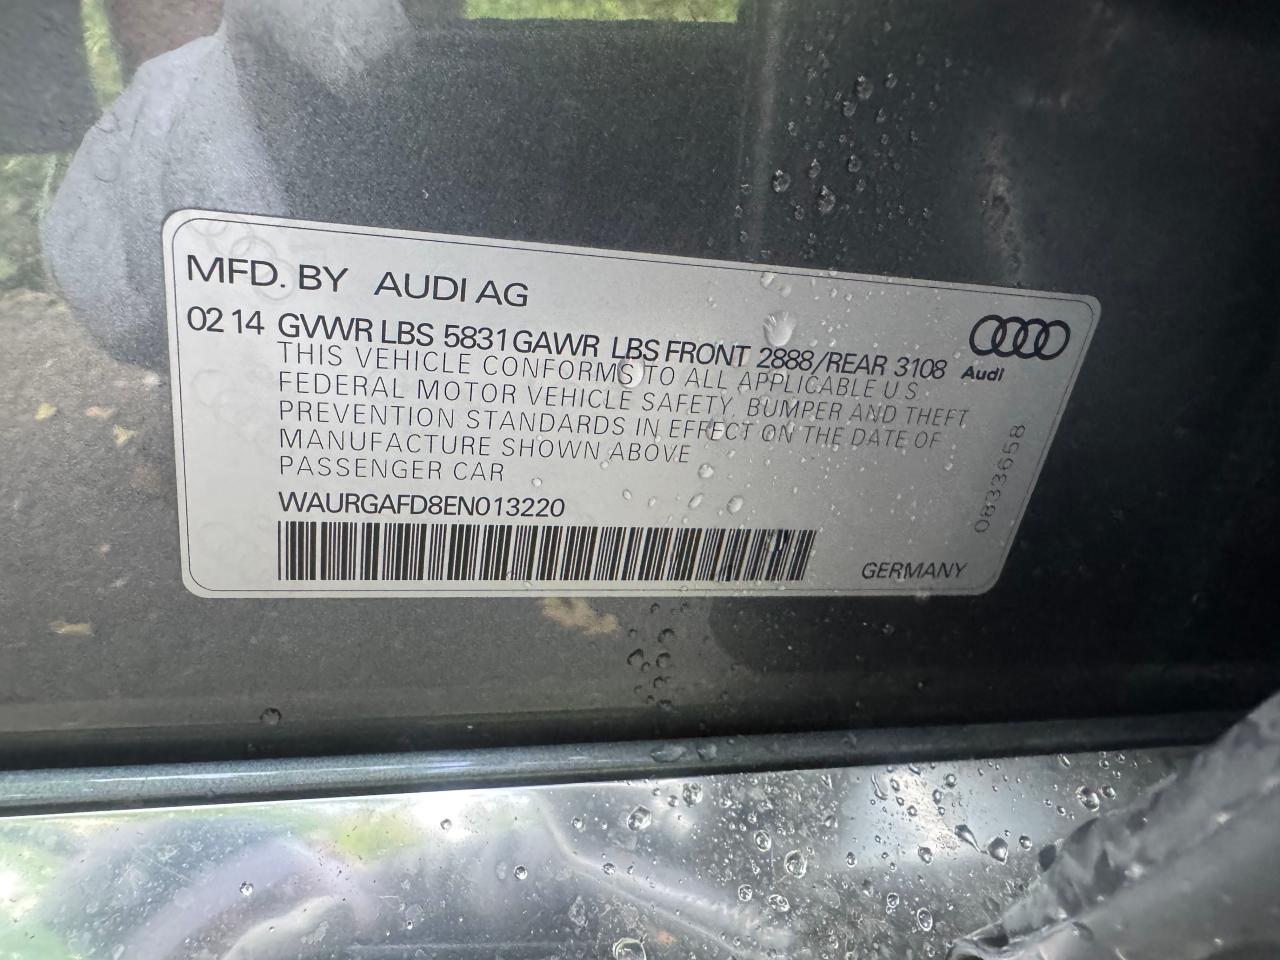 MFD. BY AUDI AG
02 14 GVWR LBS 5831 GAWR LBS FRONT 2888/REAR 3108
Audi
THIS VEHICLE CONFORMS TO ALL APPLICABLE U.S.
FEDERAL MOTOR VEHICLE SAFETY, BUMPER AND THEFT
PREVENTION STANDARDS IN EFFECT ON THE DATE OF
MANUFACTURE SHOWN ABOVE
PASSENGER CAR
WAURGAFD8EN013220
GERMANY
0833658